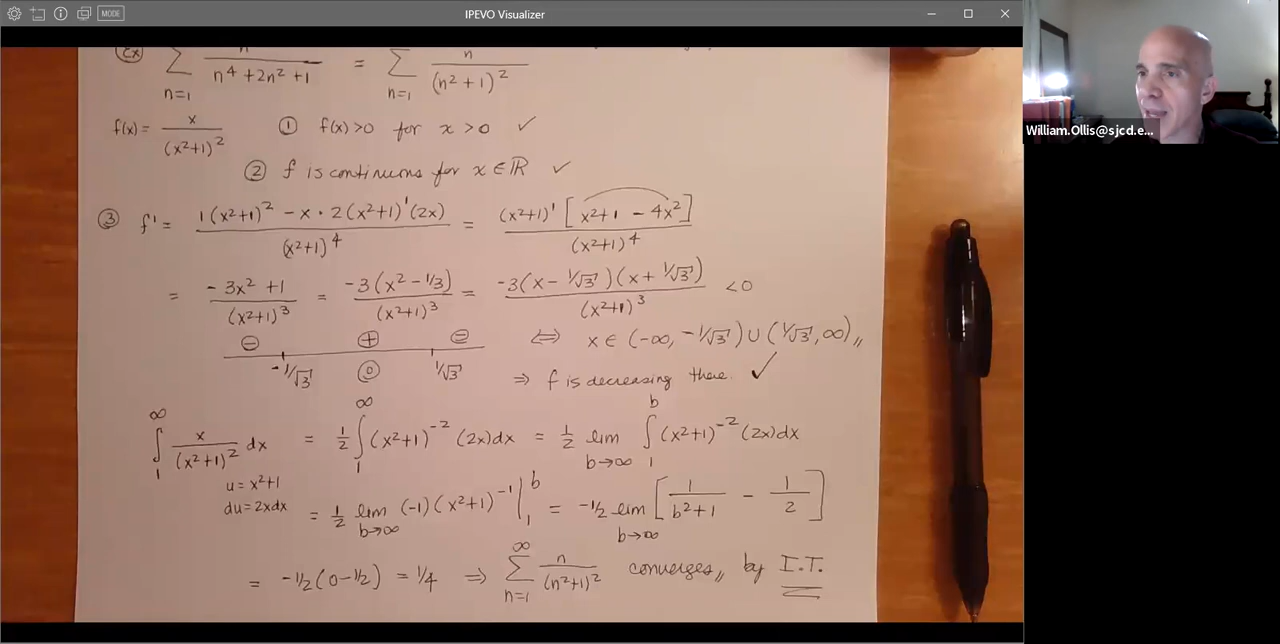 MODE
IPEVO Visualizer
William.Ollis@sjcd.e...
Ex ∑ n=1 n/(n⁴ + 2n² + 1) = ∑ n=1 n/(n² + 1)²
f(x) = x/(x²+1)² ① f(x) > 0 for x > 0 ✓
② f is continuous for x ∈ ℝ ✓
③ f' = (1(x²+1)² − x · 2(x²+1)¹(2x))/(x²+1)⁴ = ((x²+1)¹ [x²+1 − 4x²])/(x²+1)⁴
= (−3x² + 1)/(x²+1)³ = (−3(x² − 1/3))/(x²+1)³ = (−3(x − 1/√3)(x + 1/√3))/(x²+1)³ < 0
⊖ ⊕ ⊖ ⟺ x ∈ (−∞, −1/√3) ∪ (1/√3, ∞),,
−1/√3 0 1/√3 ⇒ f is decreasing there. ✓
∫₁^∞ x/(x²+1)² dx = ½ ∫₁^∞ (x²+1)⁻² (2x)dx = ½ lim b→∞ ∫₁^b (x²+1)⁻² (2x)dx
u = x²+1
du = 2xdx = ½ lim b→∞ (−1)(x²+1)⁻¹ |₁^b = −½ lim b→∞ [1/(b²+1) − 1/2]
= −½(0 − ½) = ¼ ⇒ ∑ n=1 ∞ n/(n²+1)² converges,, by I.T.